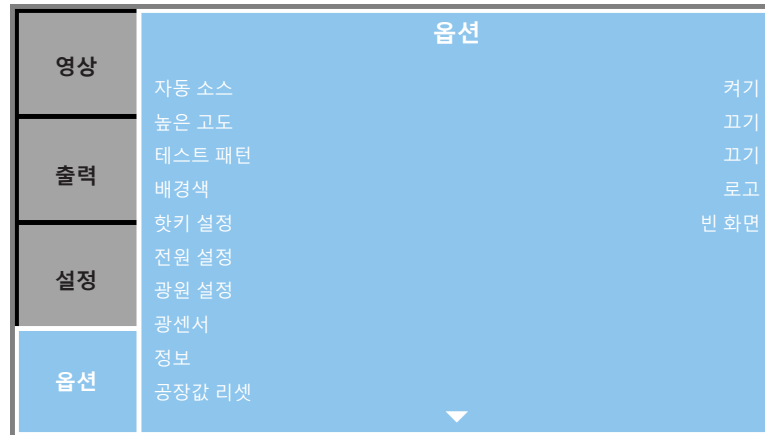 영상
출력
설정
옵션
옵션
자동 소스 켜기
높은 고도 끄기
테스트 패턴 끄기
배경색 로고
핫키 설정 빈 화면
전원 설정
광원 설정
광센서
정보
공장값 리셋